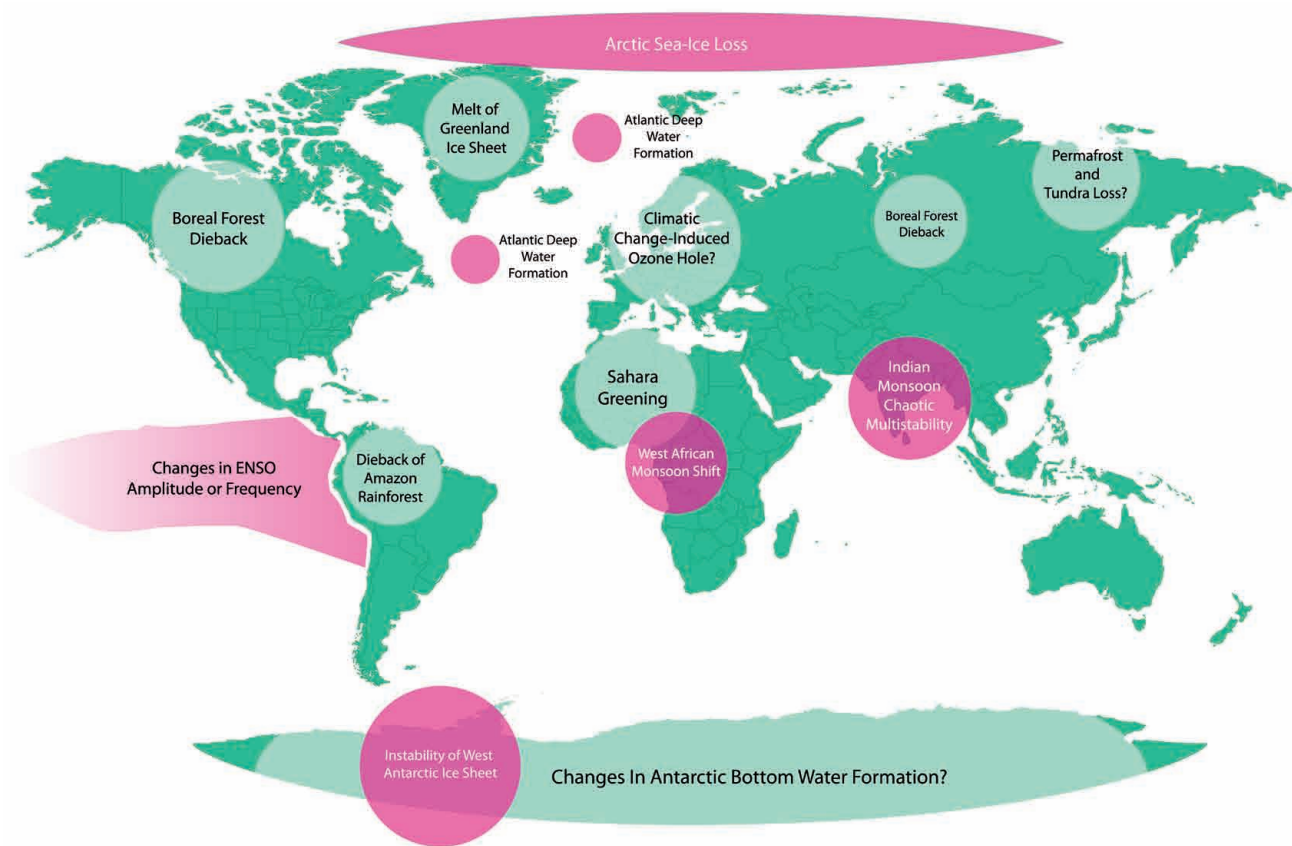 Arctic Sea-Ice Loss
Melt of
Greenland
Ice Sheet
Atlantic Deep
Water
Formation
Permafrost
and
Tundra Loss?
Boreal Forest
Dieback
Climatic
Change-Induced
Ozone Hole?
Boreal Forest
Dieback
Atlantic Deep
Water
Formation
Sahara
Greening
Indian
Monsoon
Chaotic
Multistability
Changes in ENSO
Amplitude or Frequency
Dieback of
Amazon
Rainforest
West African
Monsoon Shift
Instability of West
Antarctic Ice Sheet
Changes In Antarctic Bottom Water Formation?